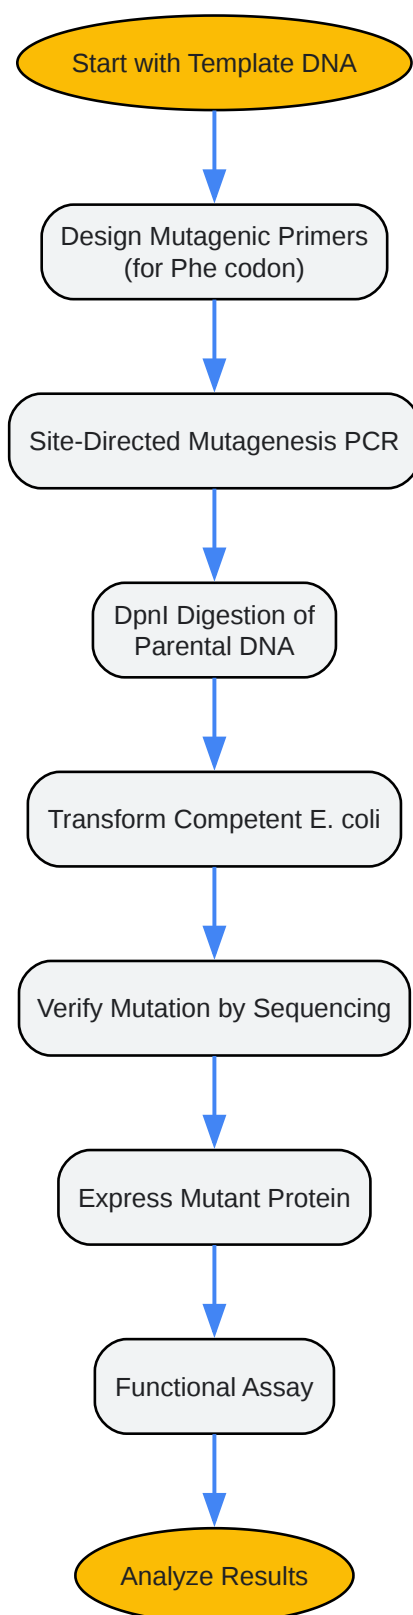 Start with Template DNA
Design Mutagenic Primers
(for Phe codon)
Site-Directed Mutagenesis PCR
DpnI Digestion of
Parental DNA
Transform Competent E. coli
Verify Mutation by Sequencing
Express Mutant Protein
Functional Assay
Analyze Results